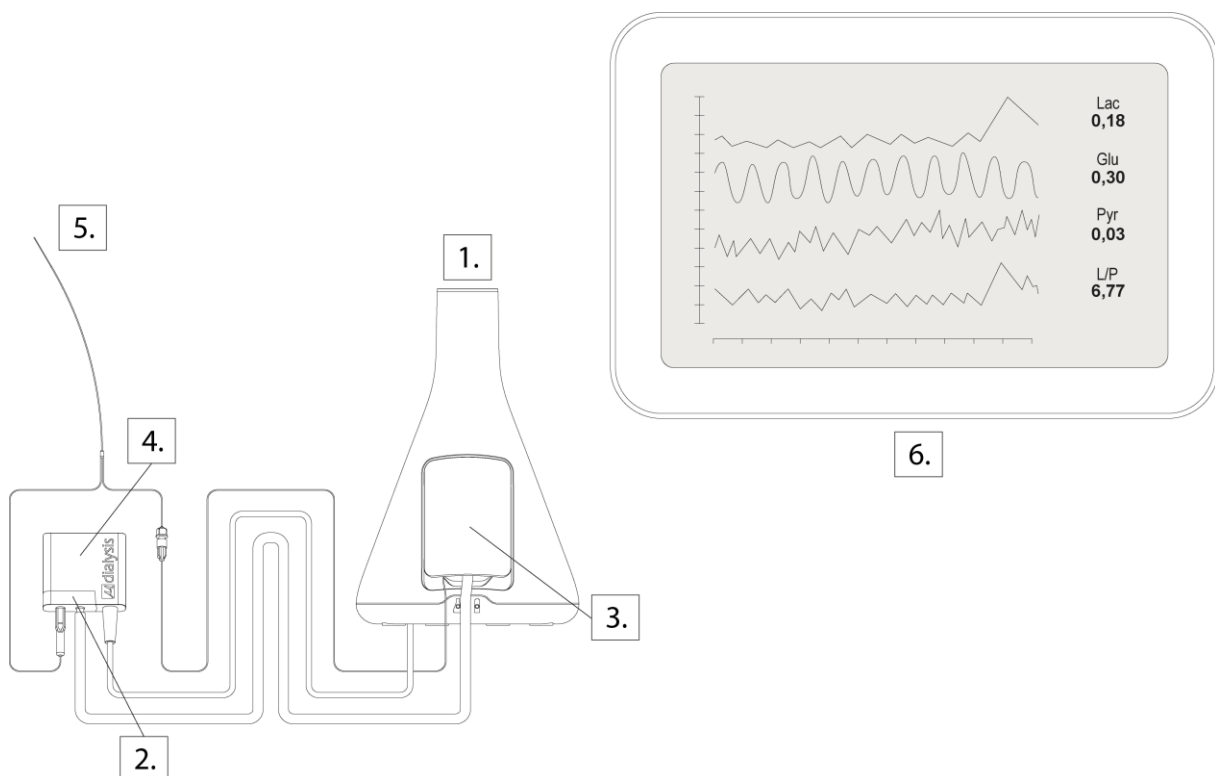 Lac
0,18
Glu
0,30
Pyr
0,03
L/P
6,77
5.
1.
4.
6.
dialysis
3.
2.